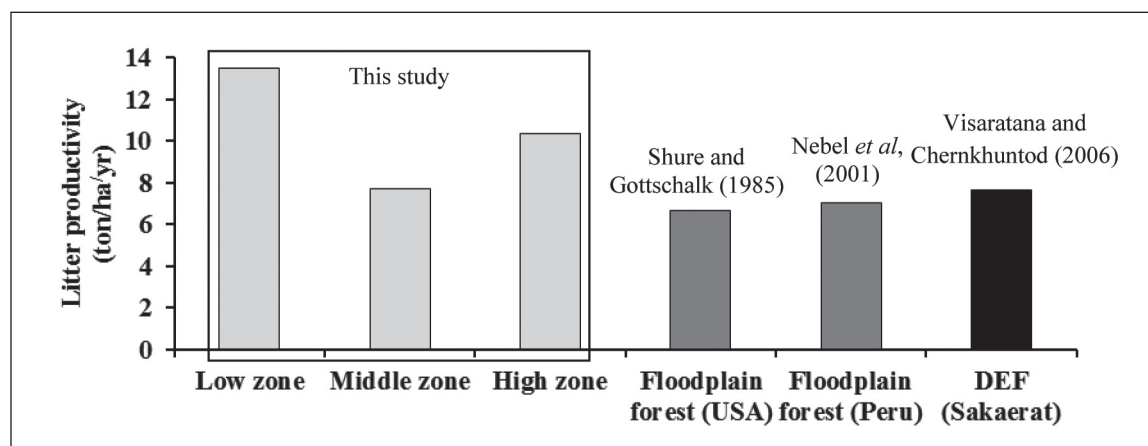 Litter productivity
(ton/ha/yr)
14
12
10
8
6
4
2
0
This study
Shure and
Gottschalk (1985)
Nebel et al,
(2001)
Visaratana and
Chernkhuntod (2006)
Low zone
Middle zone
High zone
Floodplain
forest (USA)
Floodplain
forest (Peru)
DEF
(Sakaerat)